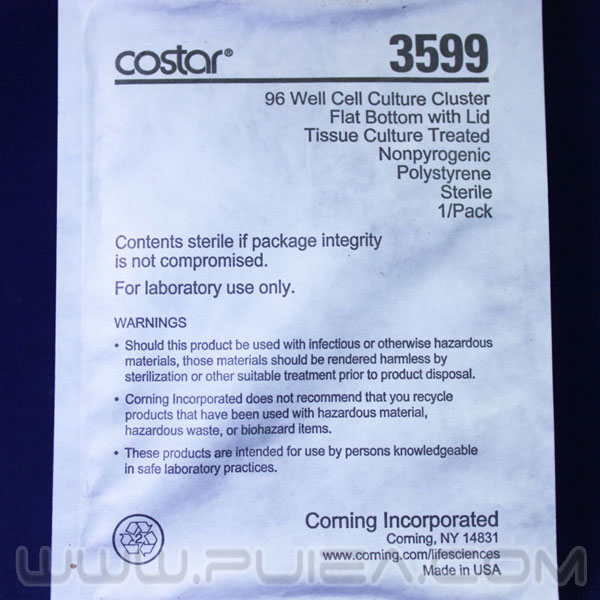 costar® 3599
96 Well Cell Culture Cluster
Flat Bottom with Lid
Tissue Culture Treated
Nonpyrogenic
Polystyrene
Sterile
1/Pack
Contents sterile if package integrity
is not compromised.
For laboratory use only.
WARNINGS
• Should this product be used with infectious or otherwise hazardous
materials, those materials should be rendered harmless by
sterilization or other suitable treatment prior to product disposal.
• Corning Incorporated does not recommend that you recycle
products that have been used with hazardous material,
hazardous waste, or biohazard items.
• These products are intended for use by persons knowledgeable
in safe laboratory practices.
2
Corning Incorporated
Corning, NY 14831
www.corning.com/lifesciences
Made in USA